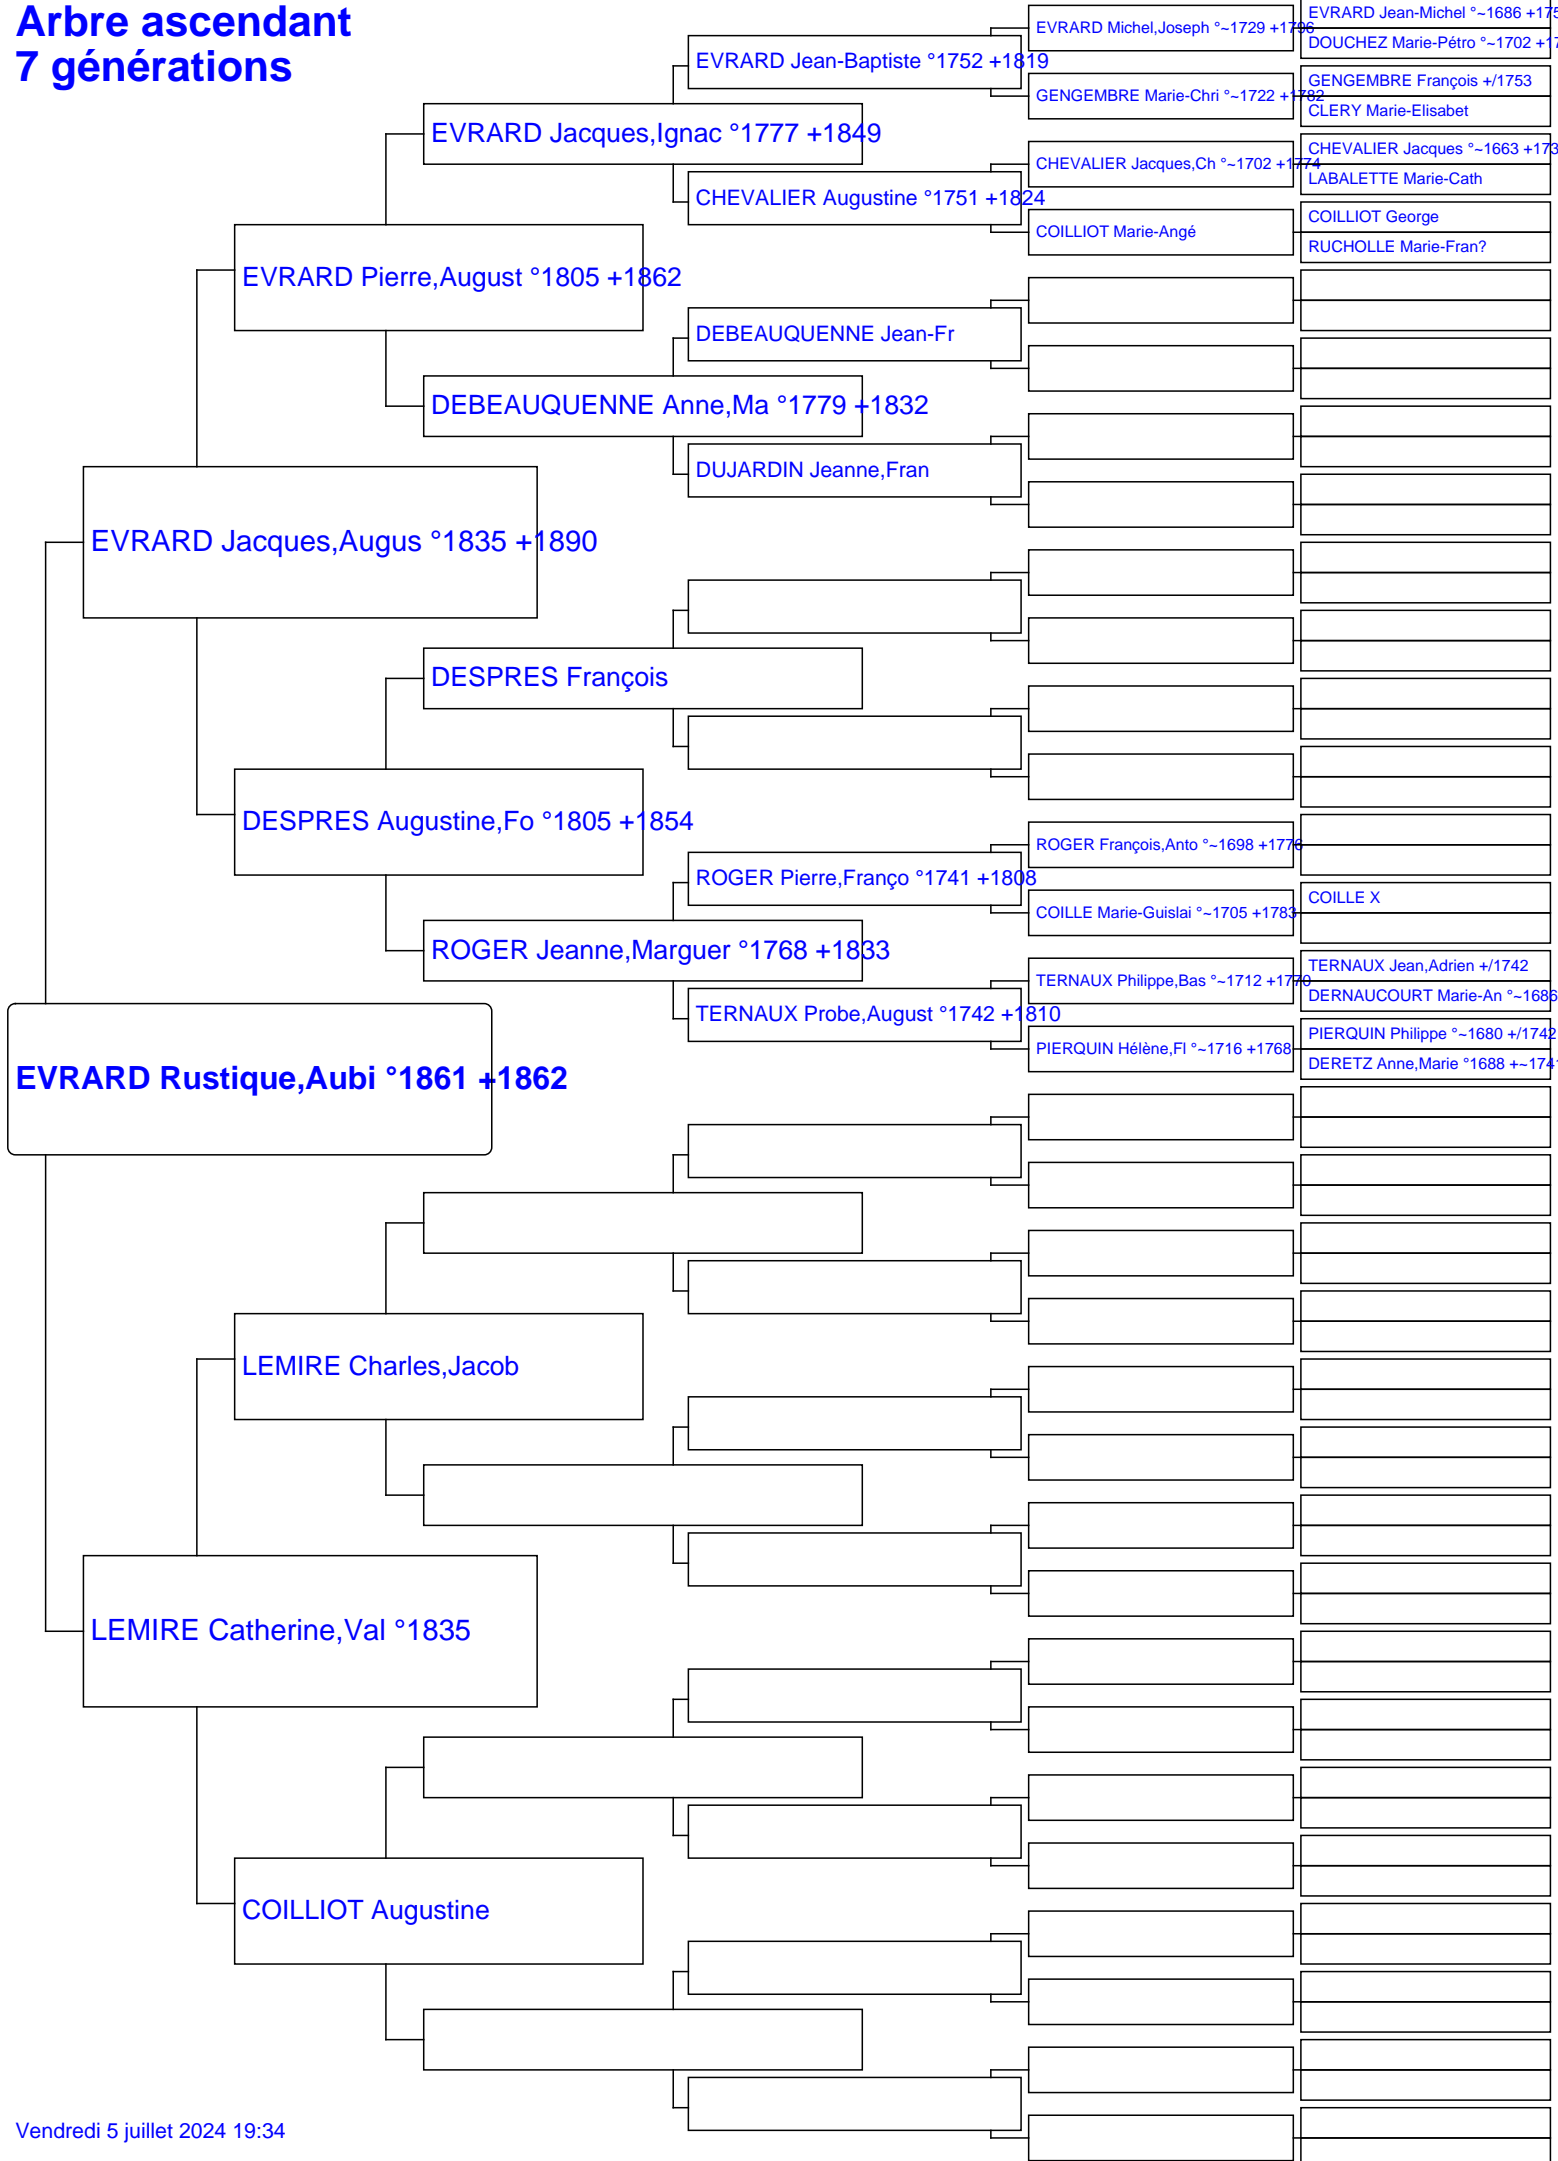 Arbre ascendant
7 générations
EVRARD Jean-Michel °~1686
DOUCHEZ Marie-Pétro °~1702
EVRARD Michel,Joseph °~1729 +1796
EVRARD Jean-Baptiste °1752 +1819
GENGEMBRE François +/1753
GENGEMBRE Marie-Chri °~1722 +1782
CLERY Marie-Elisabet
EVRARD Jacques,Ignac °1777 +1849
CHEVALIER Jacques °~1663
CHEVALIER Jacques,Ch °~1702 +1774
LABALETTE Marie-Cath
CHEVALIER Augustine °1751 +1824
COILLIOT George
COILLIOT Marie-Angé
RUCHOLLE Marie-Fran?
EVRARD Pierre,August °1805 +1862
DEBEAUQUENNE Jean-Fr
DEBEAUQUENNE Anne,Ma °1779 +1832
DUJARDIN Jeanne,Fran
EVRARD Jacques,Augus °1835 +1890
DESPRES François
DESPRES Augustine,Fo °1805 +1854
ROGER François,Anto °~1698 +1776
ROGER Pierre,Franço °1741 +1808
COILLE X
COILLE Marie-Guislai °~1705 +1783
ROGER Jeanne,Marguer °1768 +1833
TERNAUX Jean,Adrien +/1742
TERNAUX Philippe,Bas °~1712 +1770
DERNAUCOURT Marie-An °~1686
TERNAUX Probe,August °1742 +1810
PIERQUIN Philippe °~1680 +/1742
PIERQUIN Hélène,Fl °~1716 +1768
DERETZ Anne,Marie °1688 +~1741
EVRARD Rustique,Aubi °1861 +1862
LEMIRE Charles,Jacob
LEMIRE Catherine,Val °1835
COILLIOT Augustine
Vendredi 5 juillet 2024 19:34